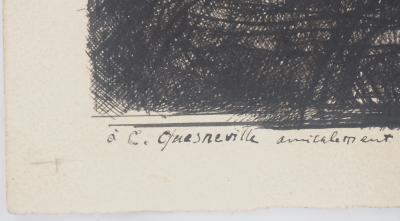 à C. Quesneville amicalement